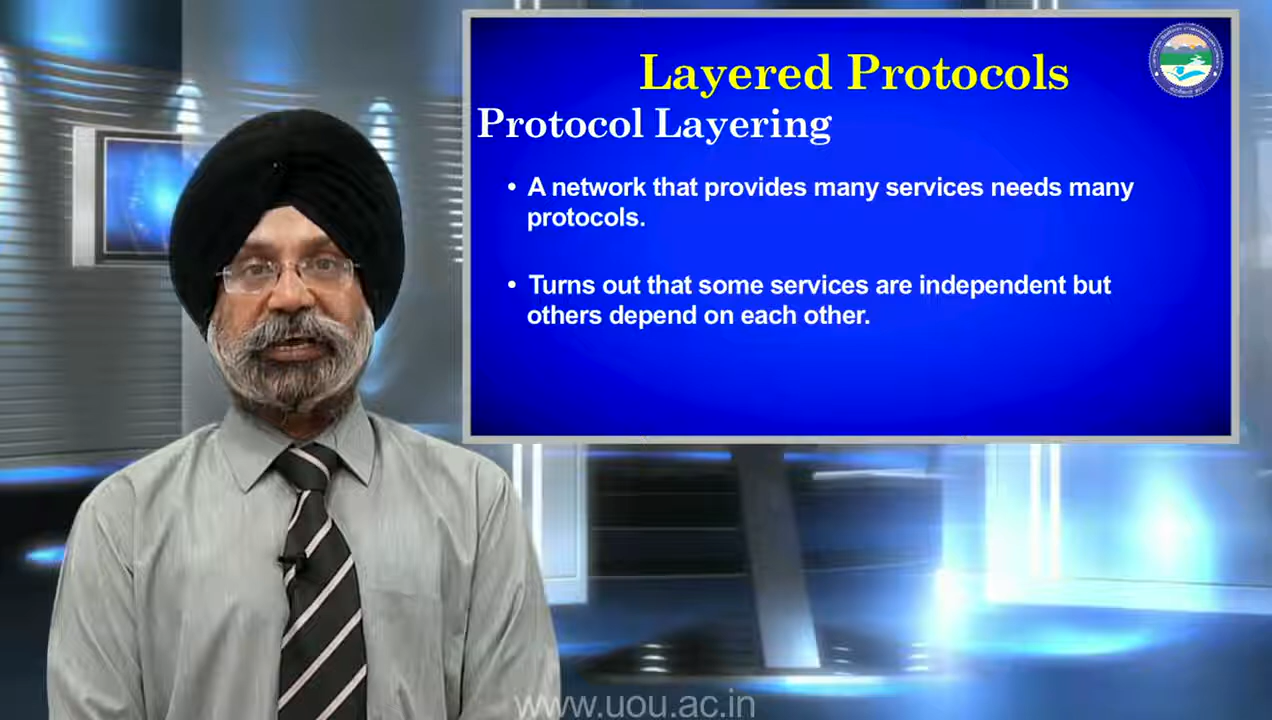 Layered Protocols
Protocol Layering
• A network that provides many services needs many
protocols.
• Turns out that some services are independent but
others depend on each other.
www.uou.ac.in